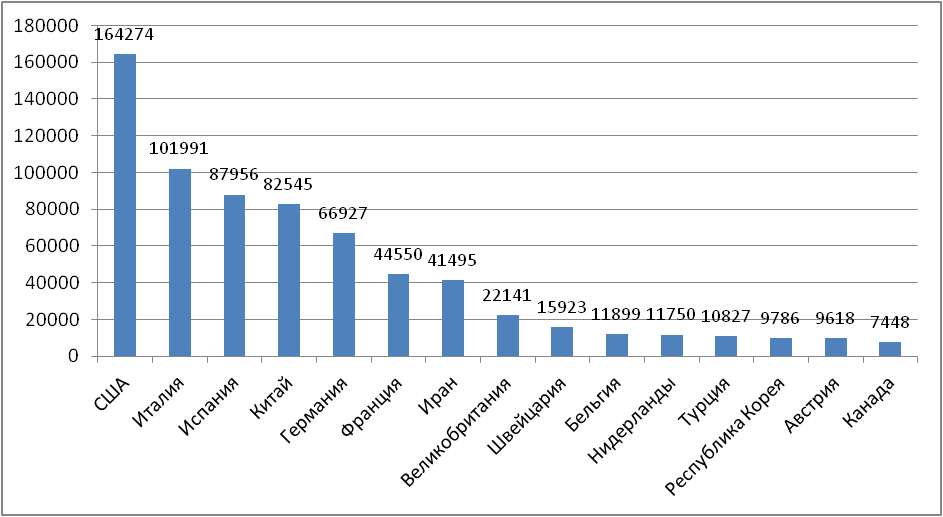 180000
160000
140000
120000
100000
80000
60000
40000
20000
0
164274
101991
87956
82545
66927
44550
41495
22141
15923
11899
11750
10827
9786
9618
7448
США
Италия
Испания
Китай
Германия
Франция
Иран
Великобритания
Швейцария
Бельгия
Нидерланды
Турция
Республика Корея
Австрия
Канада